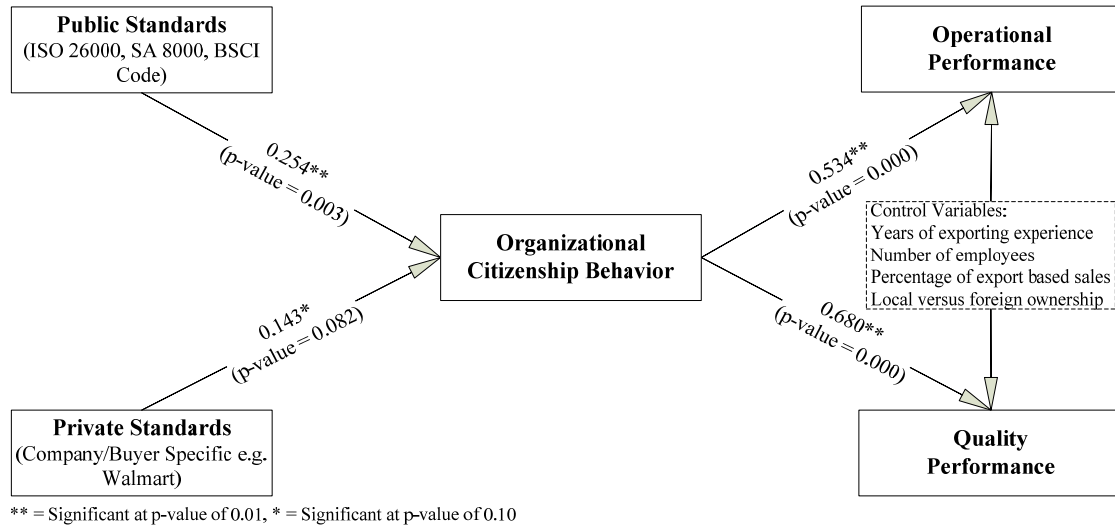 Public Standards
(ISO 26000, SA 8000, BSCI
Code)
Operational
Performance
0.254**
(p-value = 0.003)
0.534**
(p-value = 0.000)
Organizational
Citizenship Behavior
Control Variables:
Years of exporting experience
Number of employees
Percentage of export based sales
Local versus foreign ownership
0.143*
(p-value = 0.082)
0.680**
(p-value = 0.000)
Private Standards
(Company/Buyer Specific e.g.
Walmart)
Quality
Performance
** = Significant at p-value of 0.01, * = Significant at p-value of 0.10